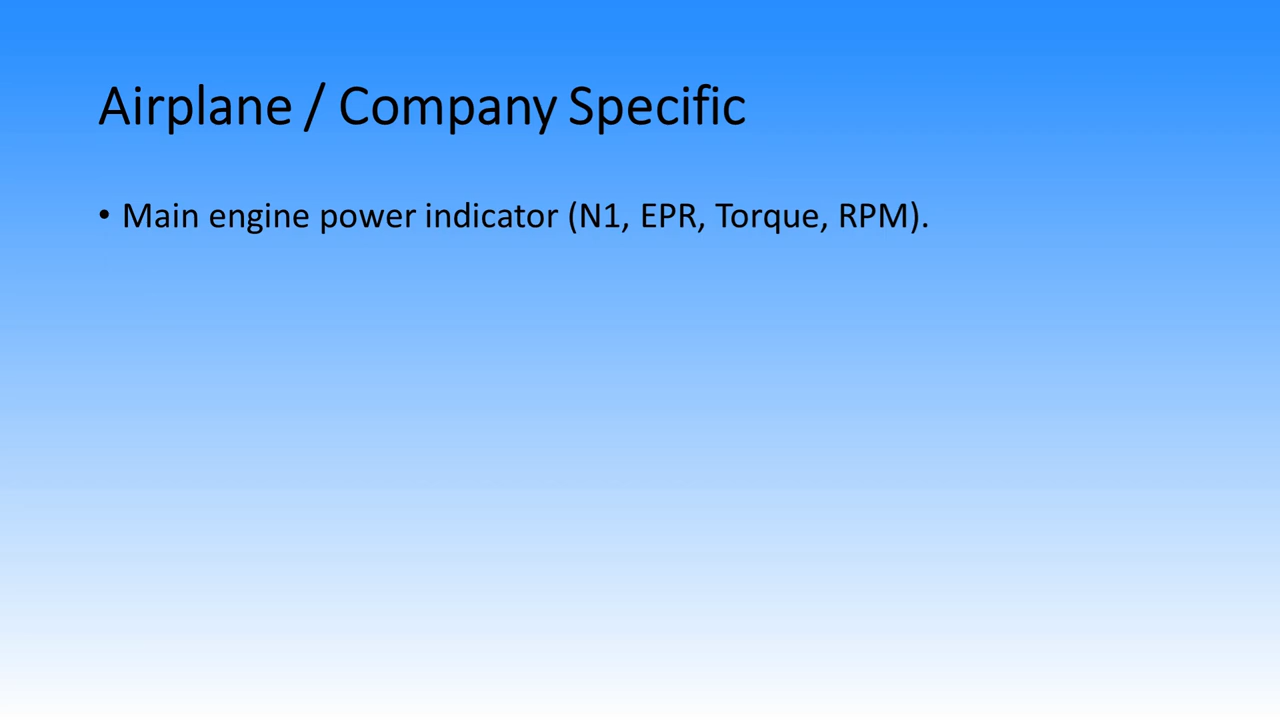 Airplane / Company Specific
• Main engine power indicator (N1, EPR, Torque, RPM).